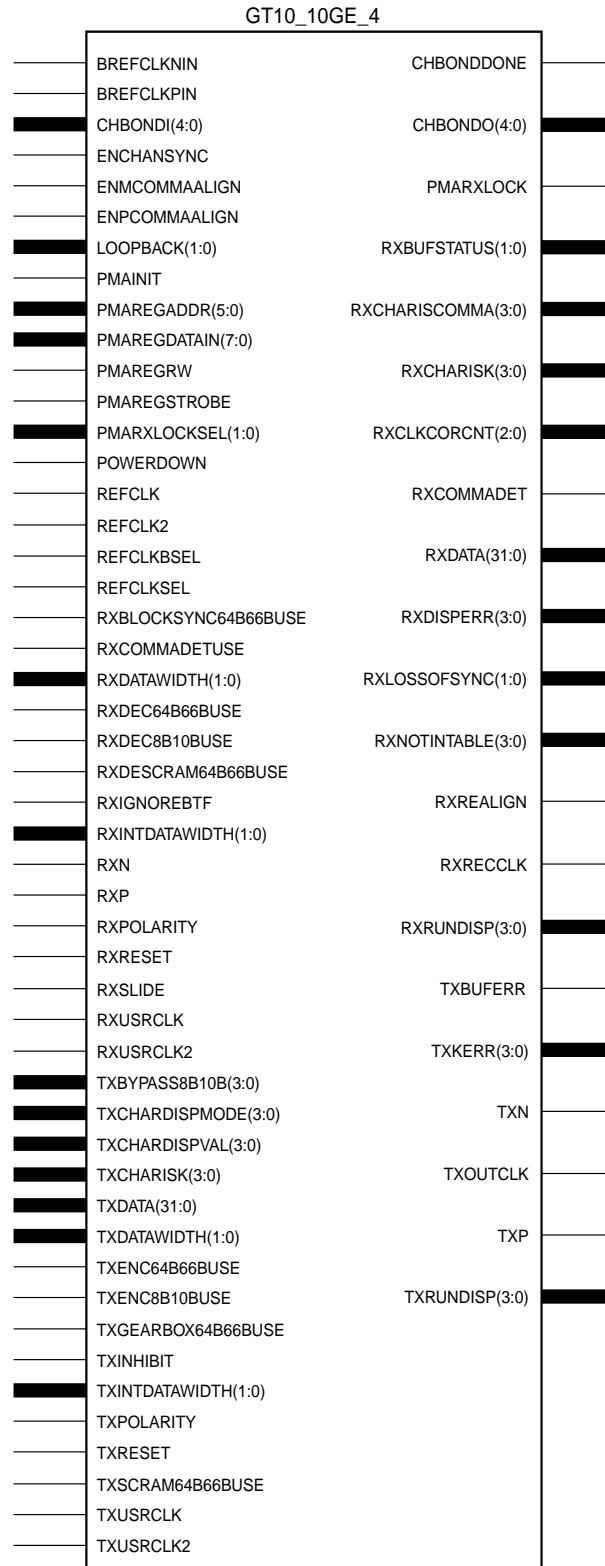 GT10_10GE_4
BREFCLKNIN
BREFCLKPIN
CHBONDI(4:0)
ENCHANSYNC
ENMCOMMAALIGN
ENPCOMMAALIGN
LOOPBACK(1:0)
PMAINIT
PMAREGADDR(5:0)
PMAREGDATAIN(7:0)
PMAREGRW
PMAREGSTROBE
PMARXLOCKSEL(1:0)
POWERDOWN
REFCLK
REFCLK2
REFCLKBSEL
REFCLKSEL
RXBLOCKSYNC64B66BUSE
RXCOMMADETUSE
RXDATAWIDTH(1:0)
RXDEC64B66BUSE
RXDEC8B10BUSE
RXDESCRAM64B66BUSE
RXIGNOREBTF
RXINTDATAWIDTH(1:0)
RXN
RXP
RXPOLARITY
RXRESET
RXSLIDE
RXUSRCLK
RXUSRCLK2
TXBYPASS8B10B(3:0)
TXCHARDISPMODE(3:0)
TXCHARDISPVAL(3:0)
TXCHARISK(3:0)
TXDATA(31:0)
TXDATAWIDTH(1:0)
TXENC64B66BUSE
TXENC8B10BUSE
TXGEARBOX64B66BUSE
TXINHIBIT
TXINTDATAWIDTH(1:0)
TXPOLARITY
TXRESET
TXSCRAM64B66BUSE
TXUSRCLK
TXUSRCLK2
CHBONDDONE
CHBONDO(4:0)
PMARXLOCK
RXBUFSTATUS(1:0)
RXCHARISCOMMA(3:0)
RXCHARISK(3:0)
RXCLKCORCNT(2:0)
RXCOMMADET
RXDATA(31:0)
RXDISPERR(3:0)
RXLOSSOFSYNC(1:0)
RXNOTINTABLE(3:0)
RXREALIGN
RXRECCLK
RXRUNDISP(3:0)
TXBUFERR
TXKERR(3:0)
TXN
TXOUTCLK
TXP
TXRUNDISP(3:0)